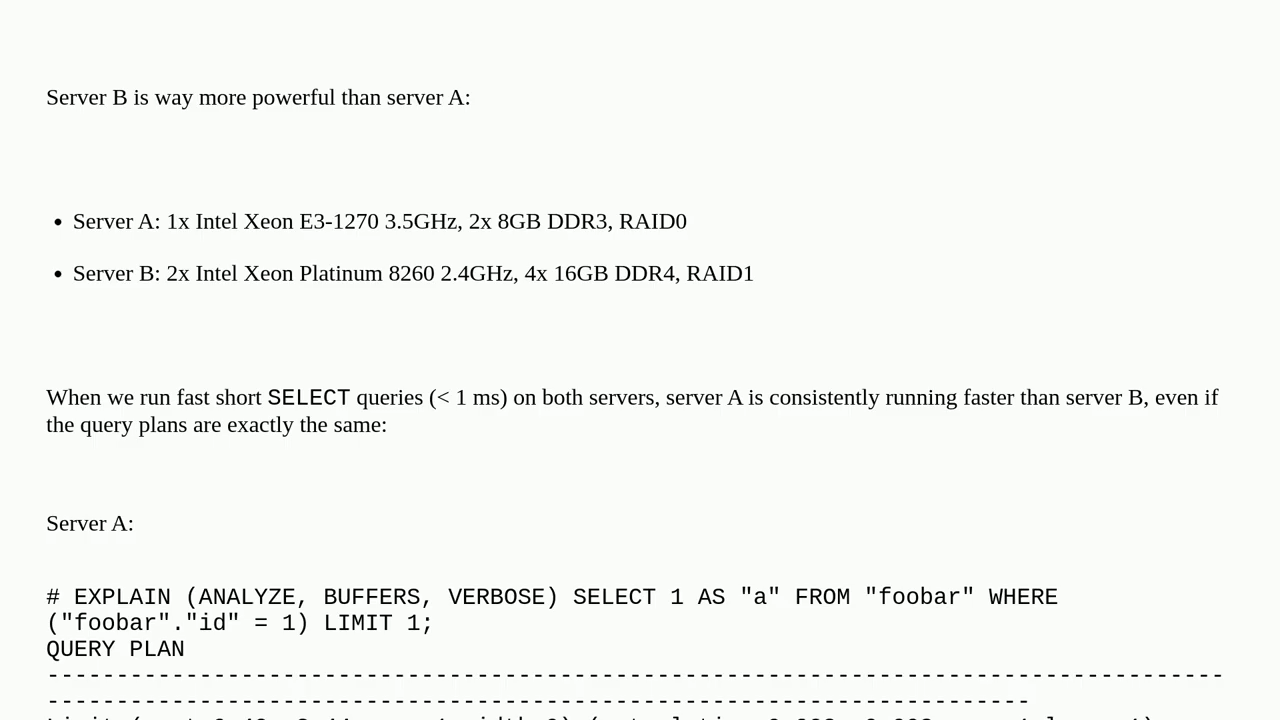 Server B is way more powerful than server A:
• Server A: 1x Intel Xeon E3-1270 3.5GHz, 2x 8GB DDR3, RAID0
• Server B: 2x Intel Xeon Platinum 8260 2.4GHz, 4x 16GB DDR4, RAID1
When we run fast short SELECT queries (< 1 ms) on both servers, server A is consistently running faster than server B, even if
the query plans are exactly the same:
Server A:
# EXPLAIN (ANALYZE, BUFFERS, VERBOSE) SELECT 1 AS "a" FROM "foobar" WHERE
("foobar"."id" = 1) LIMIT 1;
QUERY PLAN
-------------------------------------------------------------------------------------
-----------------------------------------------------------------------